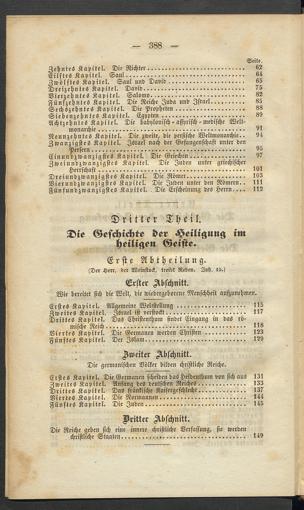 — 388 —
Seite.
Zehntes Kapitel. Die Richter 62
Eilftes Kapitel. Saul 64
Zwölftes Kapitel. Saul und David 65
Dreizehntes Kapitel. David 75
Vierzehntes Kapitel. Salomo 82
Fünfzehntes Kapitel. Die Reiche Juda und Israel 85
Sechzehntes Kapitel. Die Propheten 88
Siebenzehntes Kapitel. Egypten 89
Achtzehntes Kapitel. Die babylonisch-assyrisch-medische Welt-
monarchie 91
Neunzehntes Kapitel. Die zweite, die persische Weltmonarchie 94
Zwanzigstes Kapitel. Israel nach der Gefangenschaft unter den
Persern 95
Einundzwanzigstes Kapitel. Die Griechen 97
Zweiundzwanzigstes Kapitel. Die Juden unter griechischer
Herrschaft 101
Dreiundzwanzigstes Kapitel. Die Römer 103
Vierundzwanzigstes Kapitel. Die Juden unter den Römern 111
Fünfundzwanzigstes Kapitel. Die Erscheinung des Herrn 112
Dritter Theil.
Die Geschichte der Heiligung im
heiligen Geiste.
Erste Abtheilung.
(Der Herr, der Weinstock, treibt Reben. Joh. 15.)
Erster Abschnitt.
Wie bereitet sich die Welt, die wiedergeborene Menschheit aufzunehmen.
Erstes Kapitel. Allgemeine Weltstellung 115
Zweites Kapitel. Israel ist verstockt 117
Drittes Kapitel. Das Christenthum findet Eingang in das rö-
mische Reich 118
Viertes Kapitel. Die Germanen werden Christen 123
Fünftes Kapitel. Der Islam 129
Zweiter Abschnitt.
Die germanischen Völker bilden christliche Reiche.
Erstes Kapitel. Die Germanen scheiden das Heidenthum von sich aus 131
Zweites Kapitel. Anfang des deutschen Reiches 133
Drittes Kapitel. Das fränkische Kaisergeschlecht 137
Viertes Kapitel. Die Normannen 144
Fünftes Kapitel. Die Juden 145
Dritter Abschnitt.
Die Reiche geben sich eine innere christliche Verfassung, sie werden
christliche Staaten 149